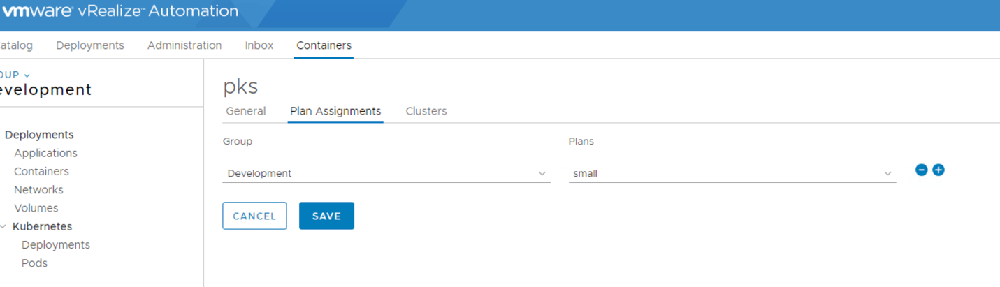 vmware® vRealize™ Automation
atalog Deployments Administration Inbox Containers
OUP
evelopment
Deployments
Applications
Containers
Networks
Volumes
Kubernetes
Deployments
Pods
pks
General Plan Assignments Clusters
Group Plans
Development small
CANCEL SAVE